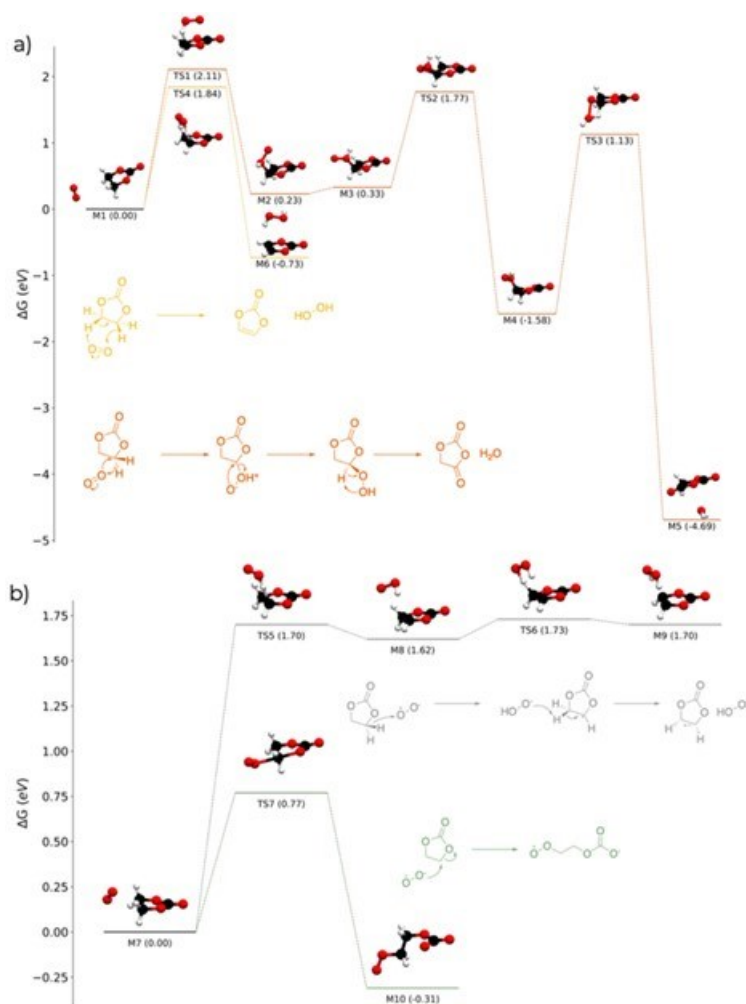 a)
ΔG (eV)
2
1
0
−1
−2
−3
−4
−5
TS1 (2.11)
TS4 (1.84)
TS2 (1.77)
TS3 (1.13)
M1 (0.00)
M2 (0.23)
M3 (0.33)
M6 (-0.73)
M4 (-1.58)
M5 (-4.69)
O
O O
H
H H
H
O O
O
O O
HO OH
O
O O
H
H
O O
O
O O
OH⁺
O
O
O O
H O
OH
O
O O
O
H₂O
b)
ΔG (eV)
1.75
1.50
1.25
1.00
0.75
0.50
0.25
0.00
−0.25
TS5 (1.70)
M8 (1.62)
TS6 (1.73)
M9 (1.70)
TS7 (0.77)
M7 (0.00)
M10 (-0.31)
O
O O
H
H
O O
HO O
O
O O
H
H
O
O O
H
H
HO O
O
O O
O O
O
O O O O